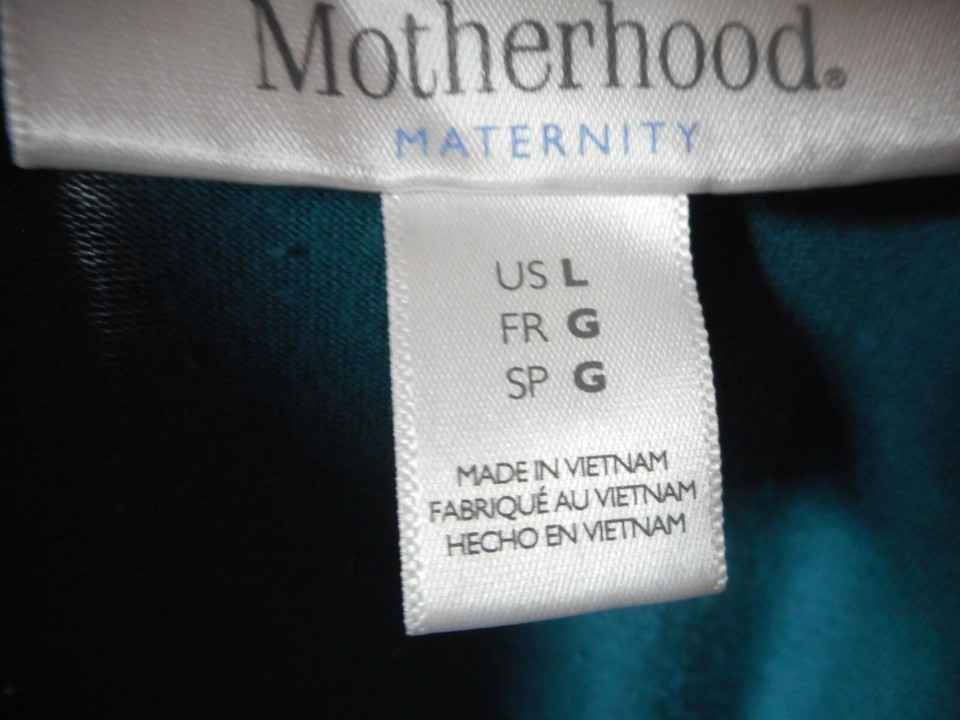 Motherhood®
MATERNITY
US L
FR G
SP G
MADE IN VIETNAM
FABRIQUÉ AU VIETNAM
HECHO EN VIETNAM